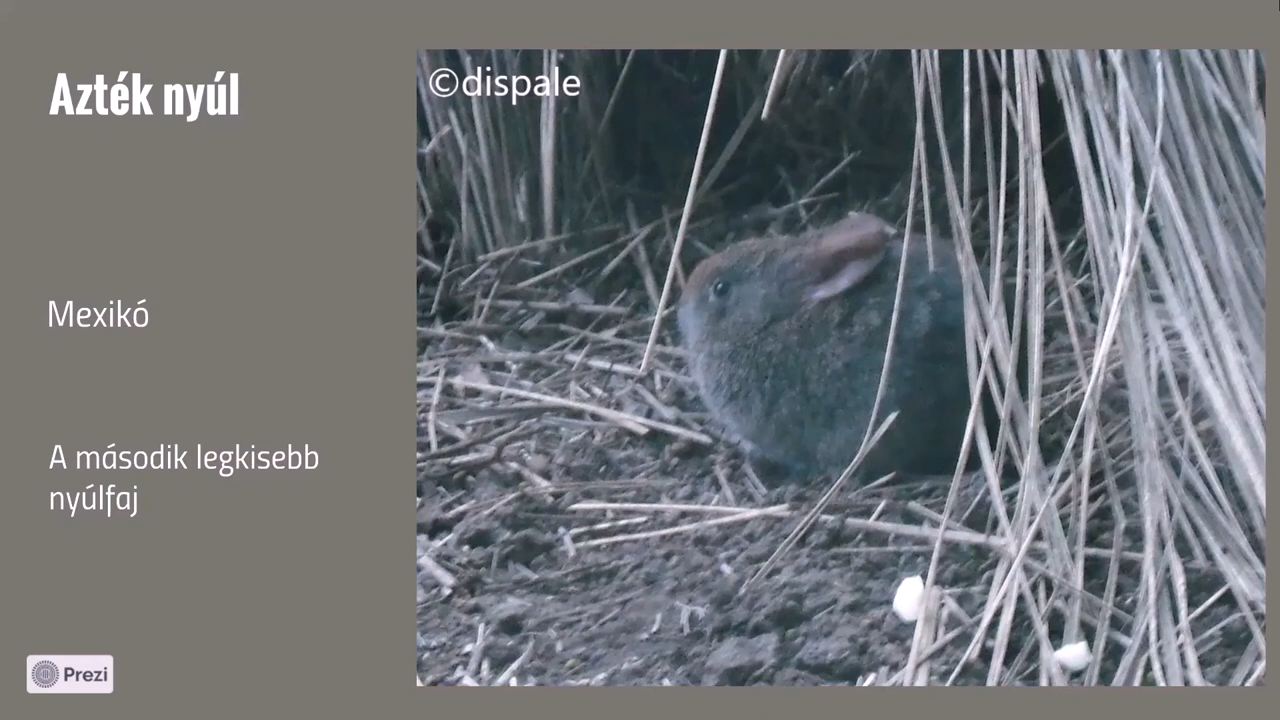 Azték nyúl
Mexikó
A második legkisebb
nyúlfaj
©dispale
Prezi